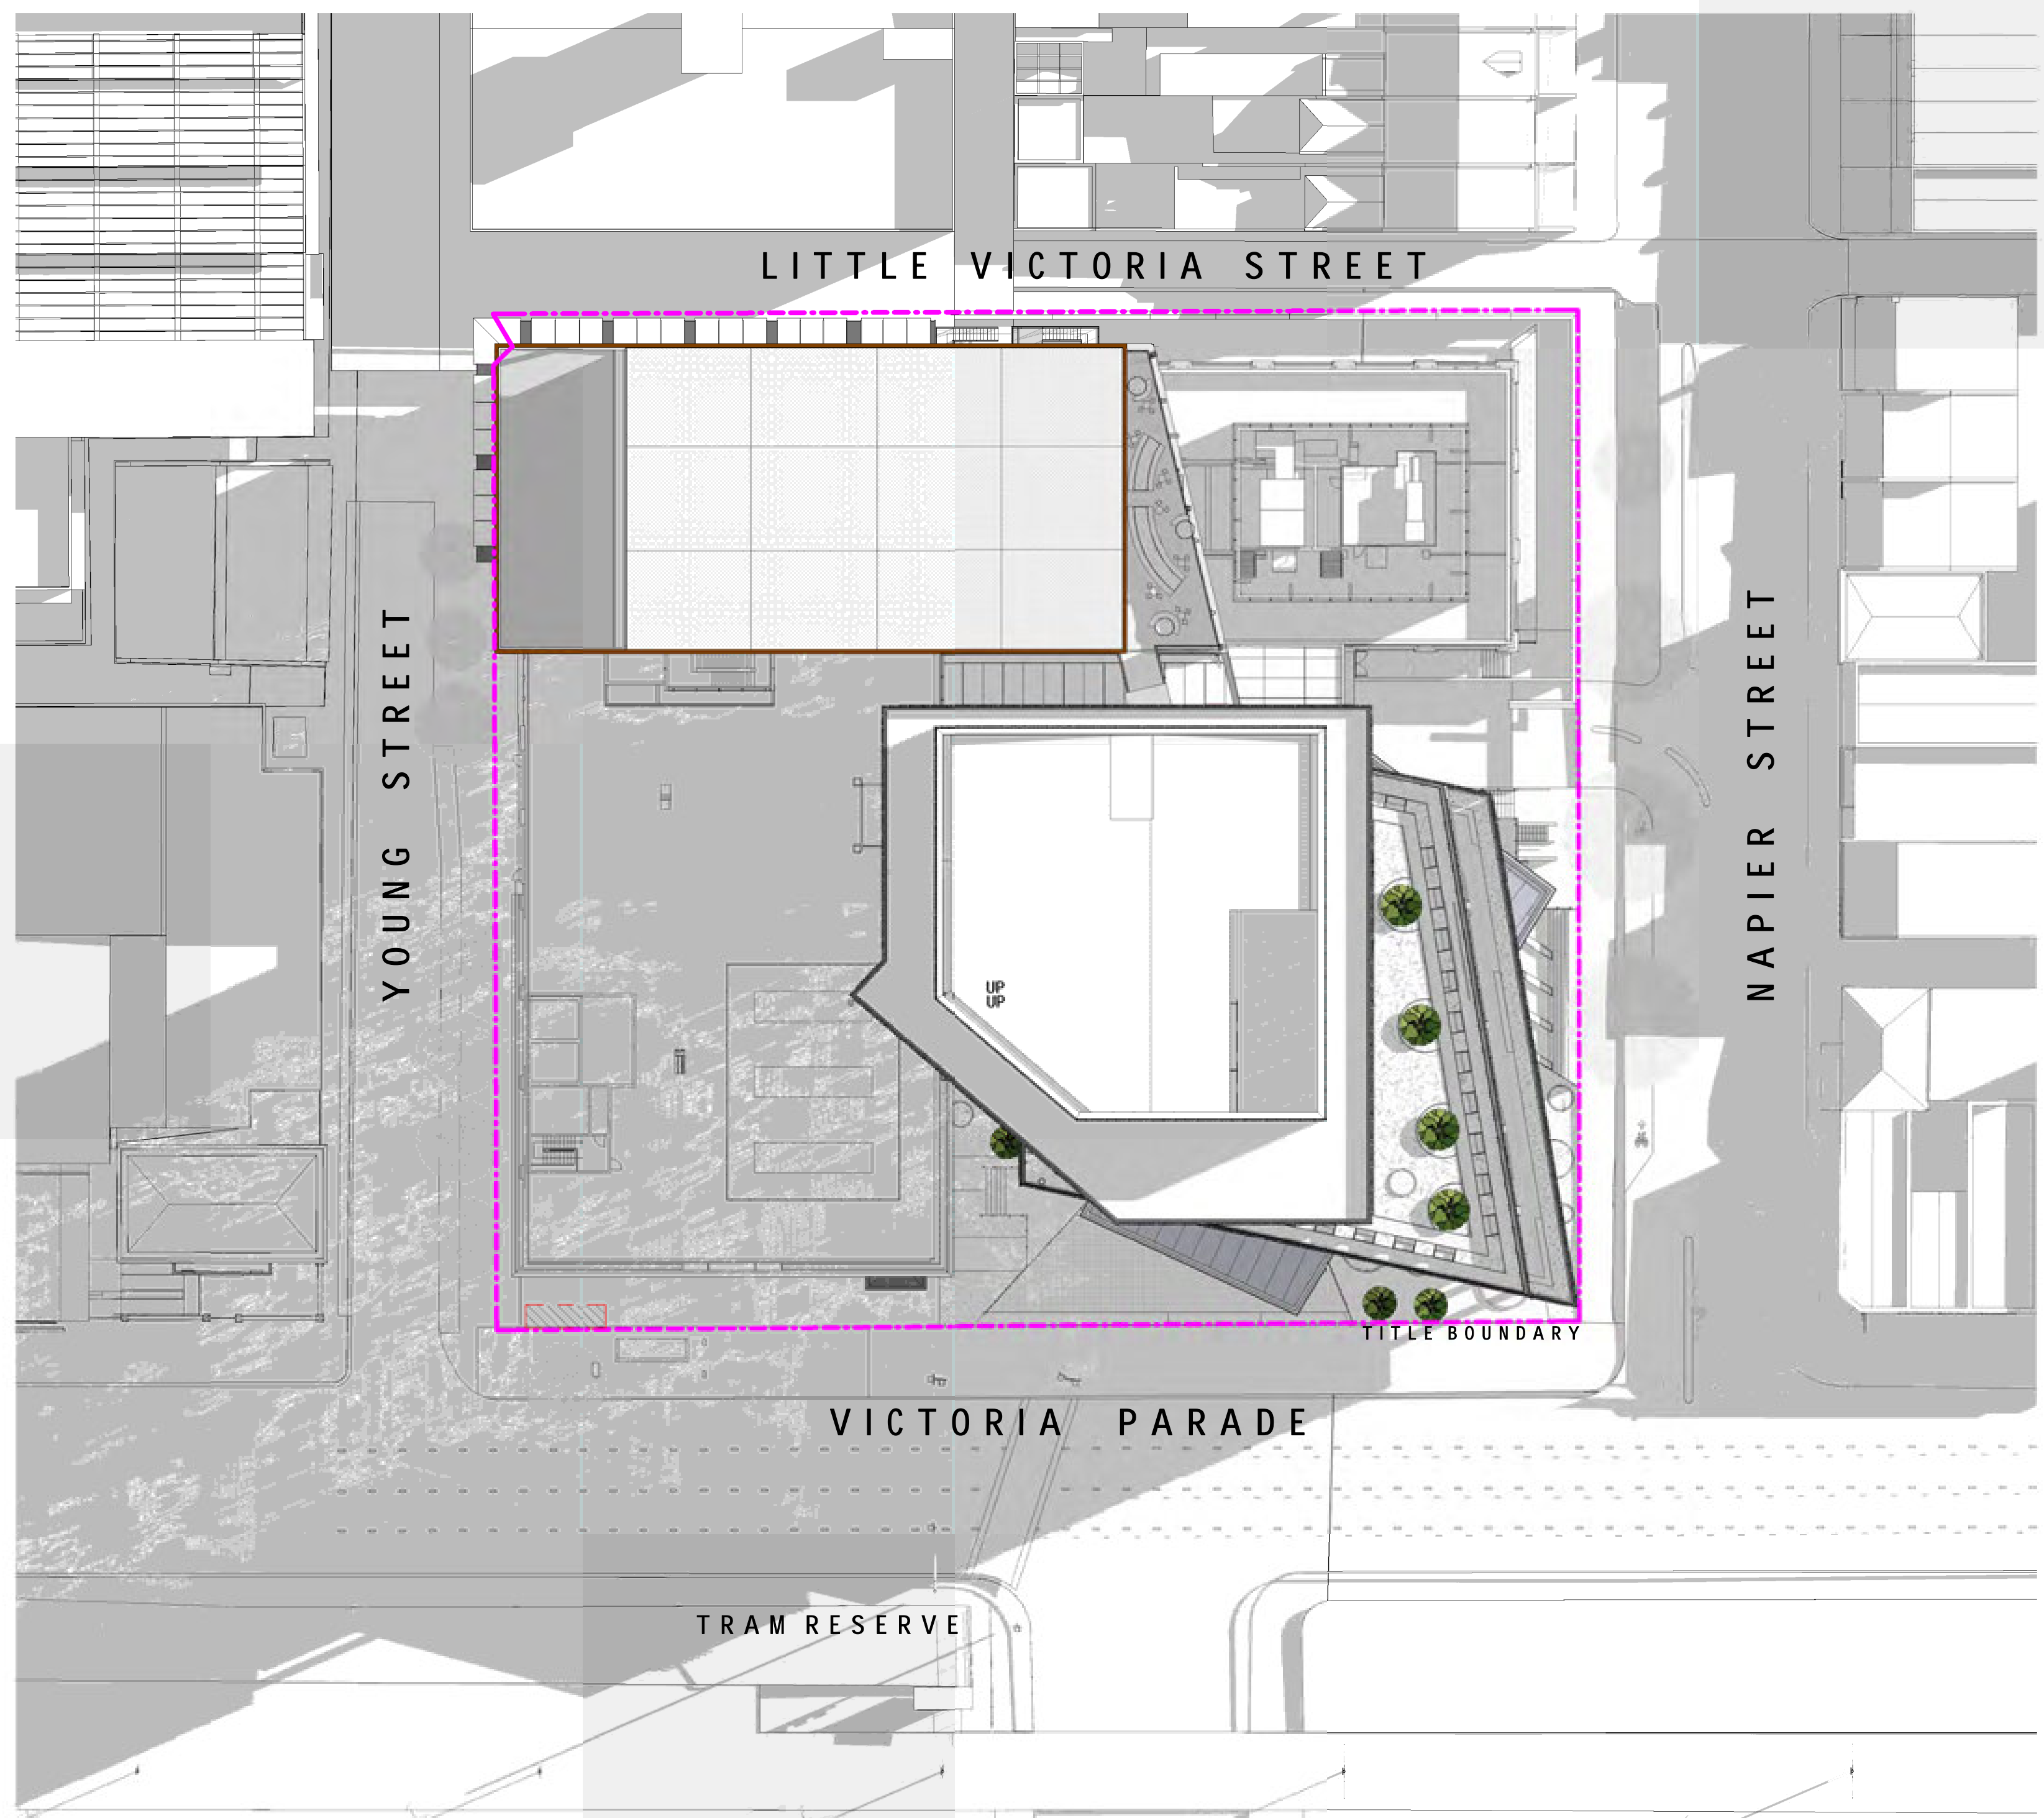 LITTLE VICTORIA STREET
YOUNG STREET
NAPIER STREET
UP
UP
TITLE BOUNDARY
VICTORIA PARADE
TRAM RESERVE